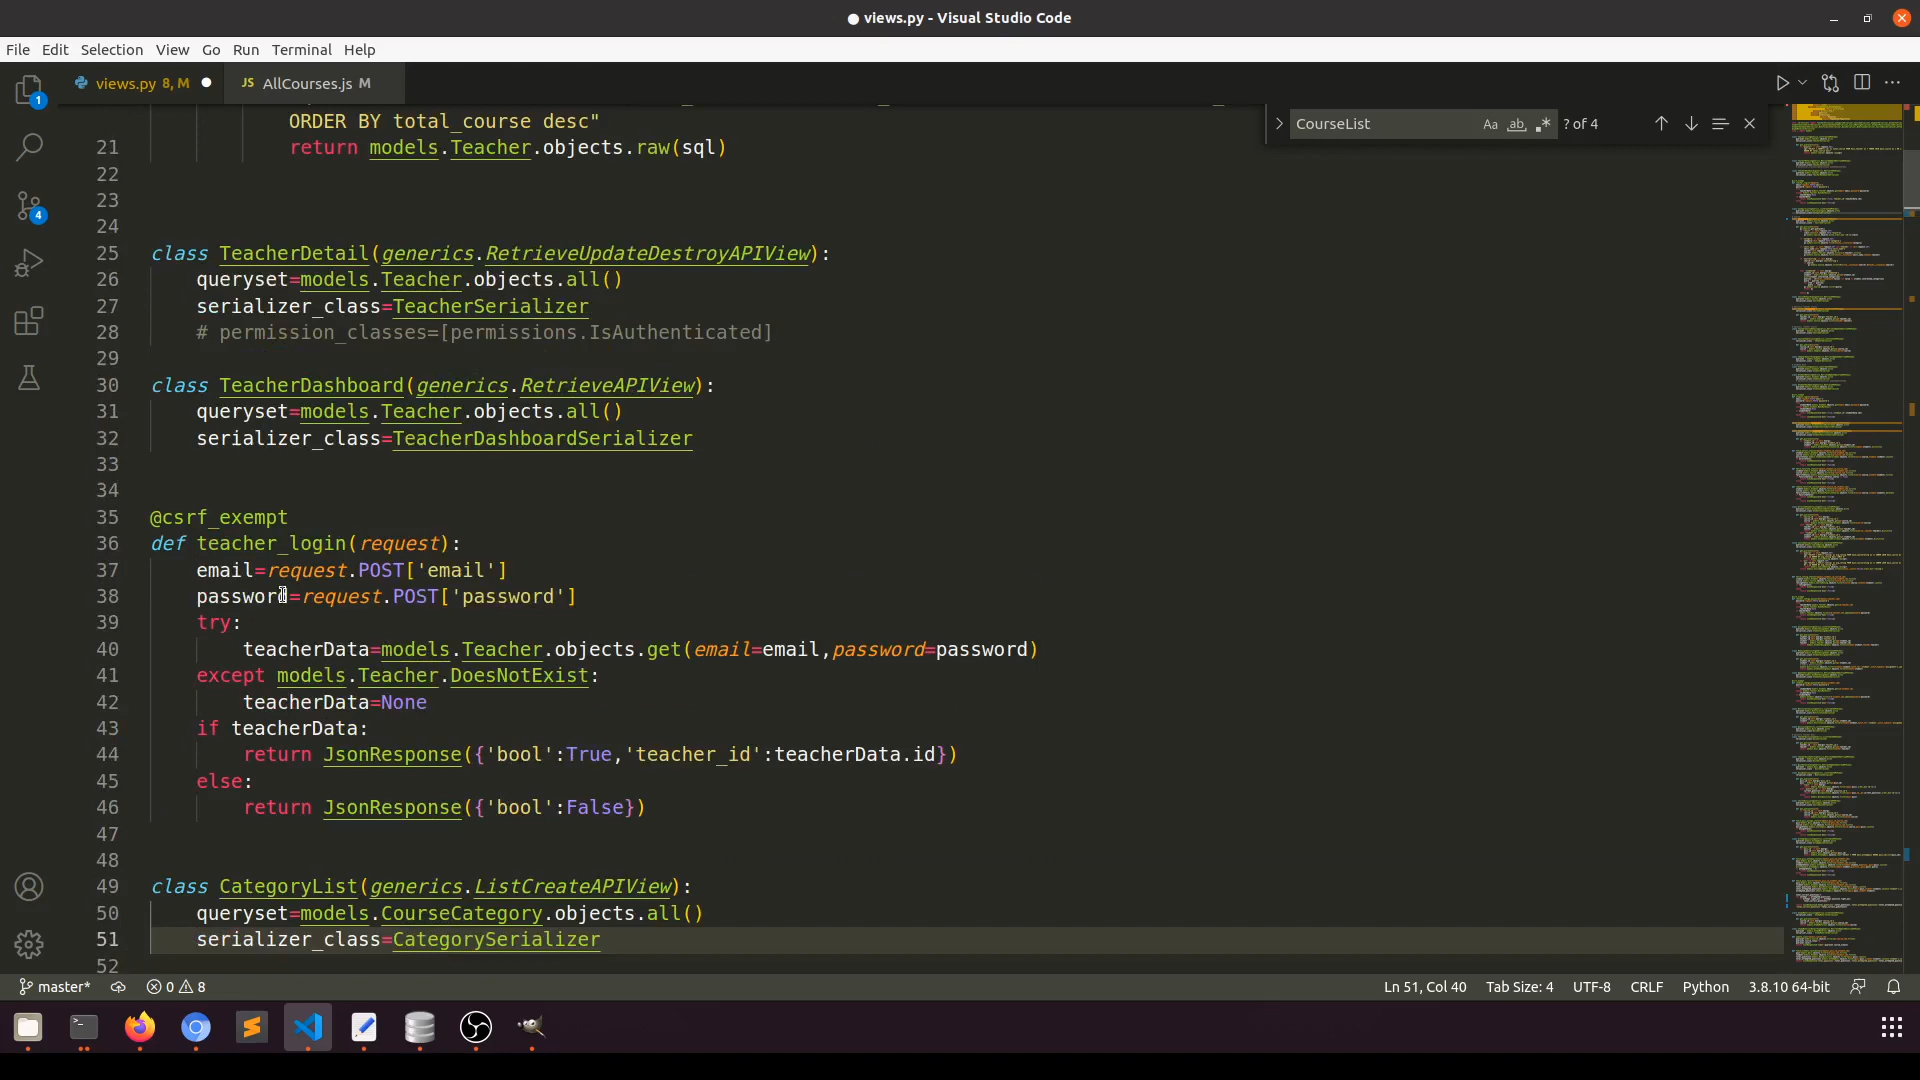 ● views.py - Visual Studio Code
File Edit Selection View Go Run Terminal Help
views.py 8, M ●
JS AllCourses.js M
CourseList Aa ab ? of 4
1
4
ORDER BY total_course desc"
21 return models.Teacher.objects.raw(sql)
22
23
24
25 class TeacherDetail(generics.RetrieveUpdateDestroyAPIView):
26 queryset=models.Teacher.objects.all()
27 serializer_class=TeacherSerializer
28 # permission_classes=[permissions.IsAuthenticated]
29
30 class TeacherDashboard(generics.RetrieveAPIView):
31 queryset=models.Teacher.objects.all()
32 serializer_class=TeacherDashboardSerializer
33
34
35 @csrf_exempt
36 def teacher_login(request):
37 email=request.POST['email']
38 password=request.POST['password']
39 try:
40 teacherData=models.Teacher.objects.get(email=email,password=password)
41 except models.Teacher.DoesNotExist:
42 teacherData=None
43 if teacherData:
44 return JsonResponse({'bool':True,'teacher_id':teacherData.id})
45 else:
46 return JsonResponse({'bool':False})
47
48
49 class CategoryList(generics.ListCreateAPIView):
50 queryset=models.CourseCategory.objects.all()
51 serializer_class=CategorySerializer
52
master* 0 8 Ln 51, Col 40 Tab Size: 4 UTF-8 CRLF Python 3.8.10 64-bit